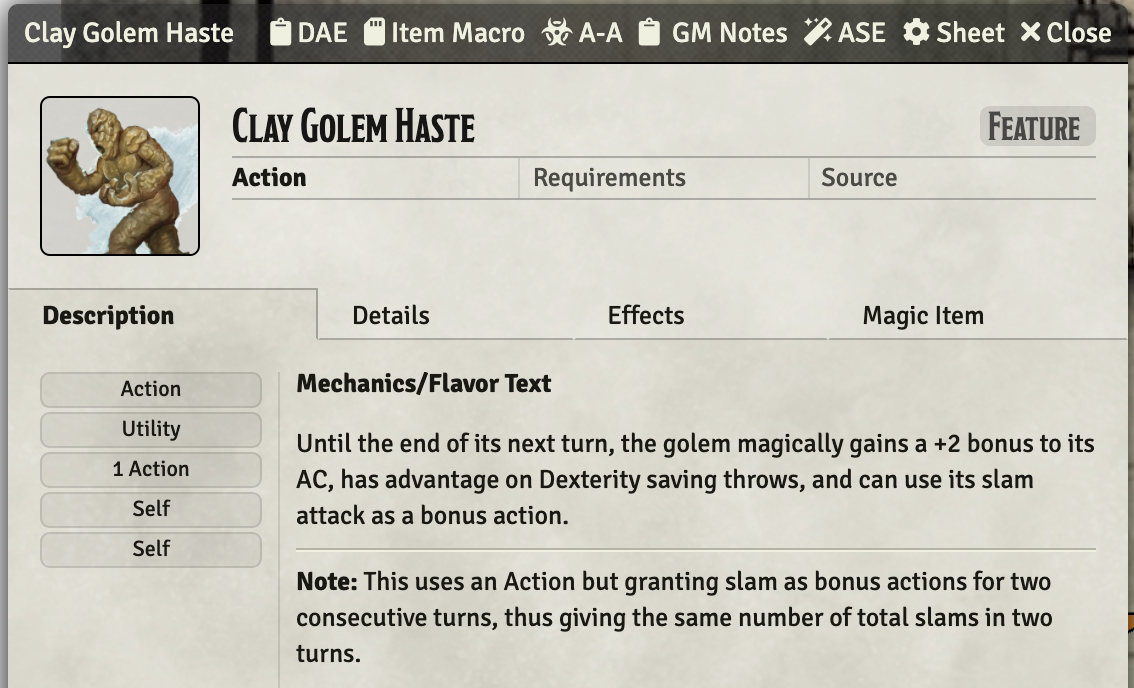 Clay Golem Haste DAE Item Macro A-A GM Notes ASE Sheet Close
Clay Golem Haste Feature
Action Requirements Source
Description Details Effects Magic Item
Action
Utility
1 Action
Self
Self
Mechanics/Flavor Text
Until the end of its next turn, the golem magically gains a +2 bonus to its
AC, has advantage on Dexterity saving throws, and can use its slam
attack as a bonus action.
Note: This uses an Action but granting slam as bonus actions for two
consecutive turns, thus giving the same number of total slams in two
turns.